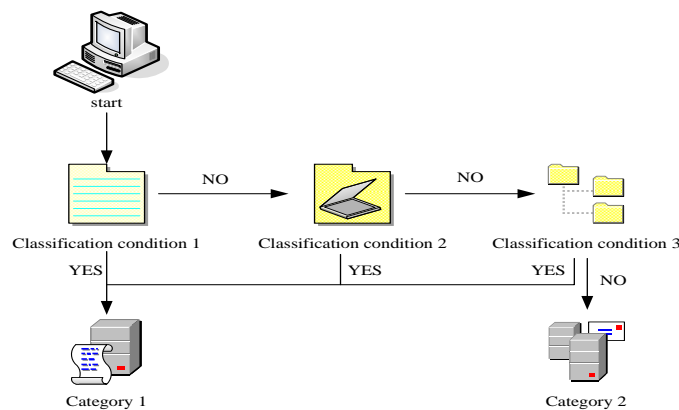 start
NO
NO
Classification condition 1
Classification condition 2
Classification condition 3
YES
YES
YES
NO
Category 1
Category 2